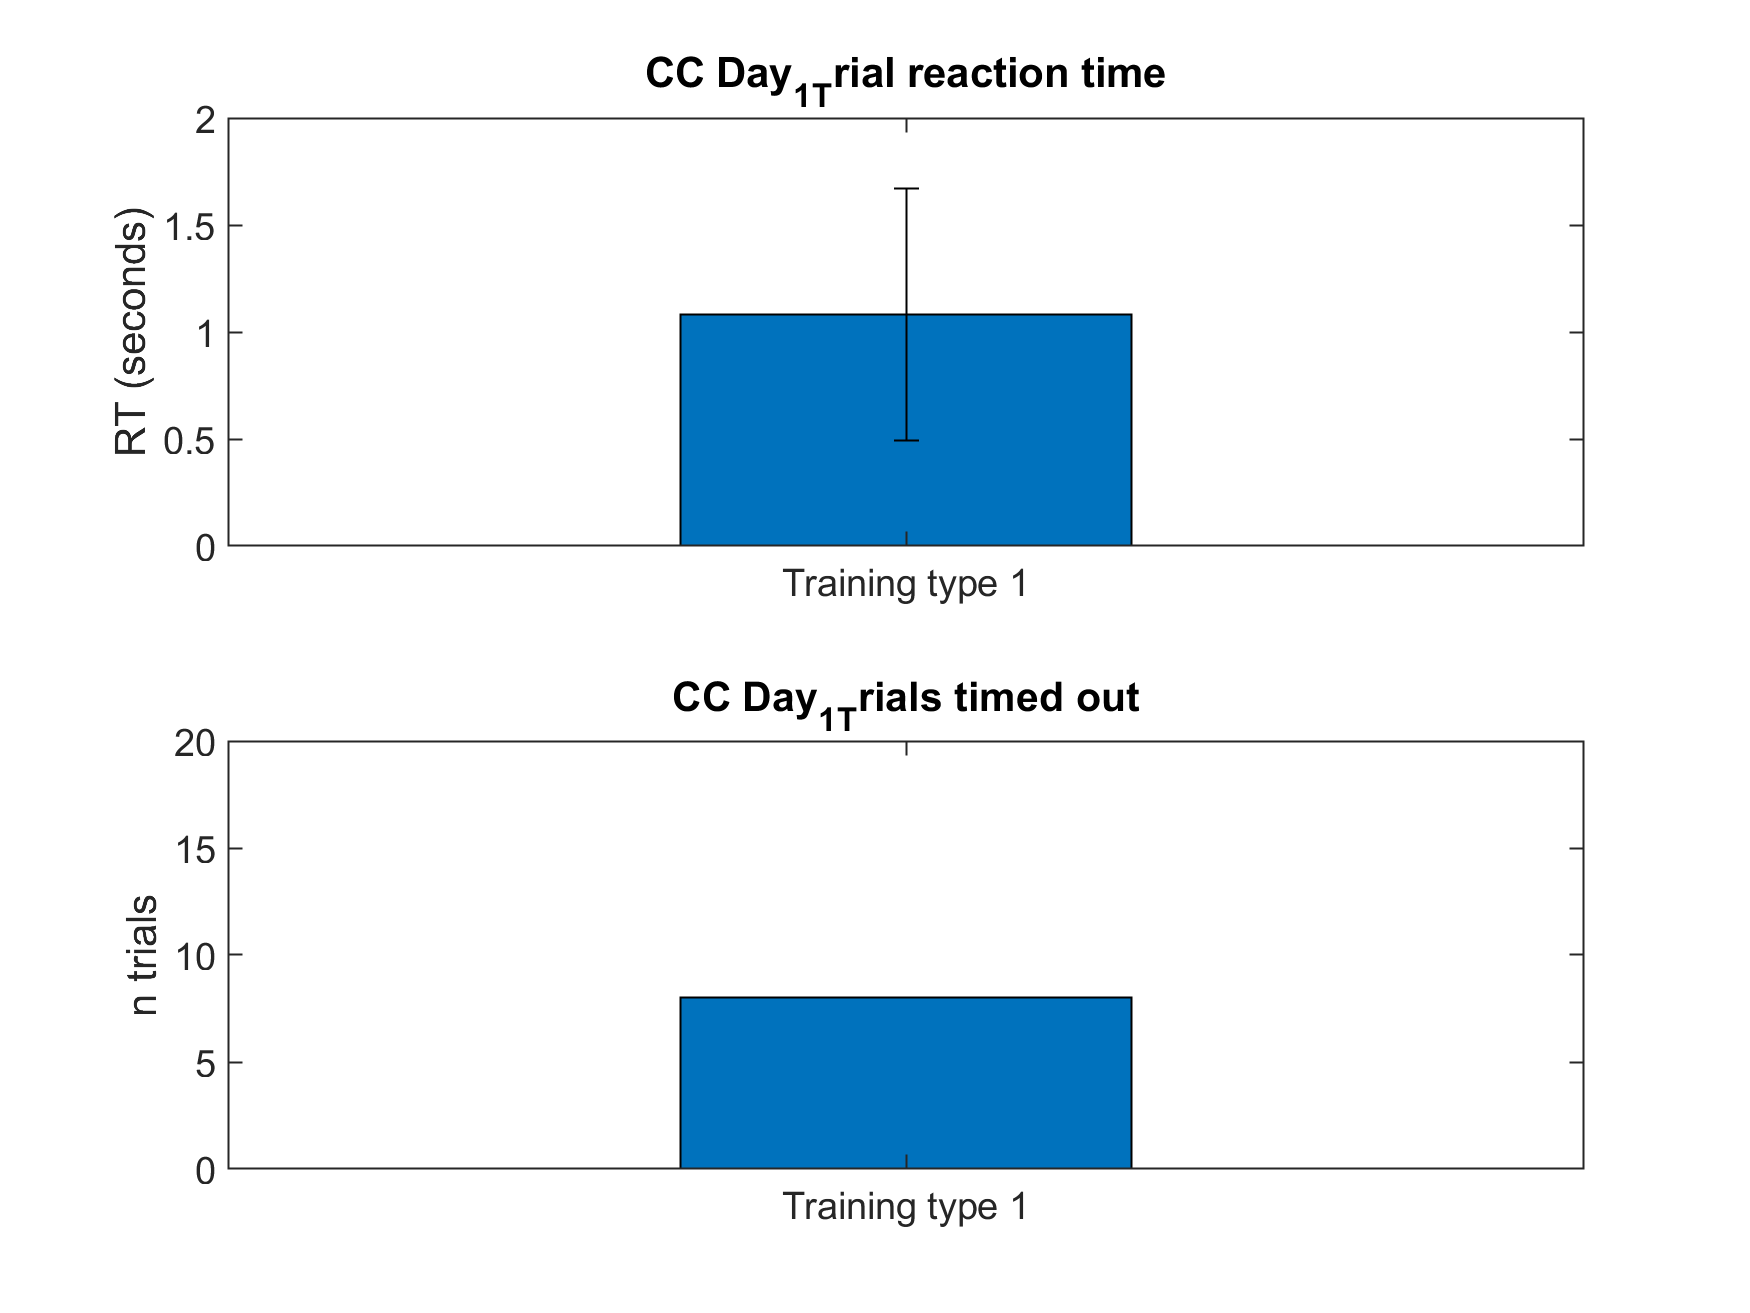 CC Day1Trial reaction time
2
1.5
1
0.5
0
RT (seconds)
Training type 1
CC Day1Trials timed out
20
15
10
5
0
n trials
Training type 1